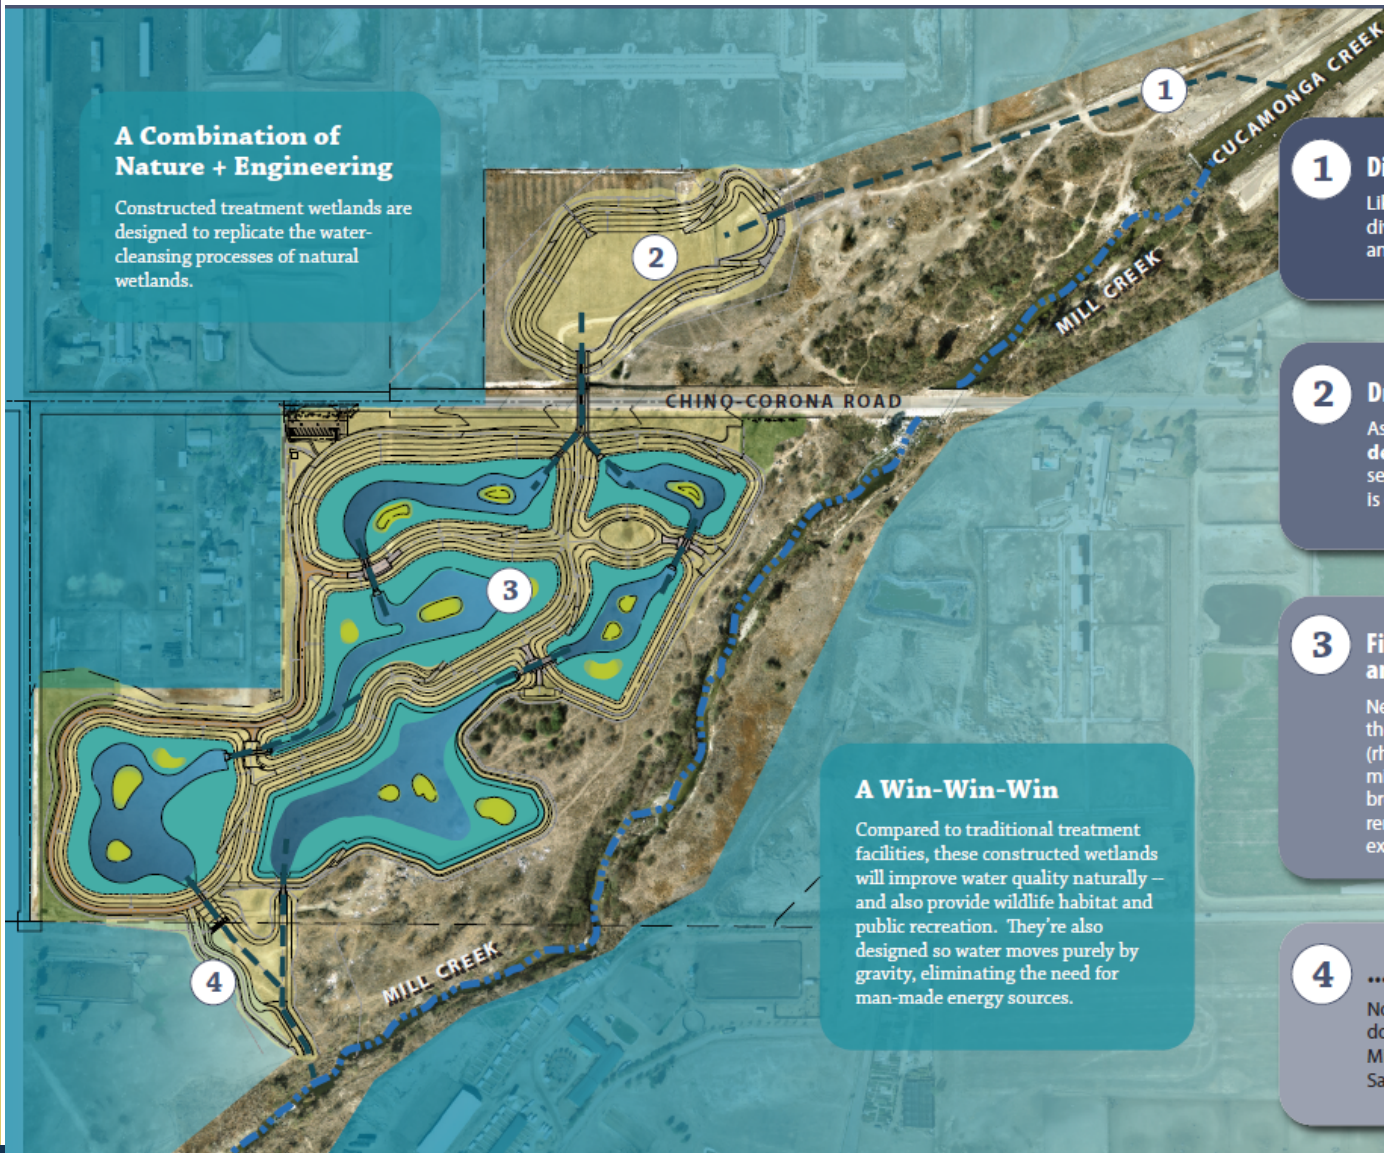 A Combination of
Nature + Engineering
Constructed treatment wetlands are
designed to replicate the water-
cleansing processes of natural
wetlands.
1
CUCAMONGA CREEK
2
MILL CREEK
CHINO-CORONA ROAD
3
4
MILL CREEK
A Win-Win-Win
Compared to traditional treatment
facilities, these constructed wetlands
will improve water quality naturally –
and also provide wildlife habitat and
public recreation. They're also
designed so water moves purely by
gravity, eliminating the need for
man-made energy sources.
1
2
As
is
3
4
...